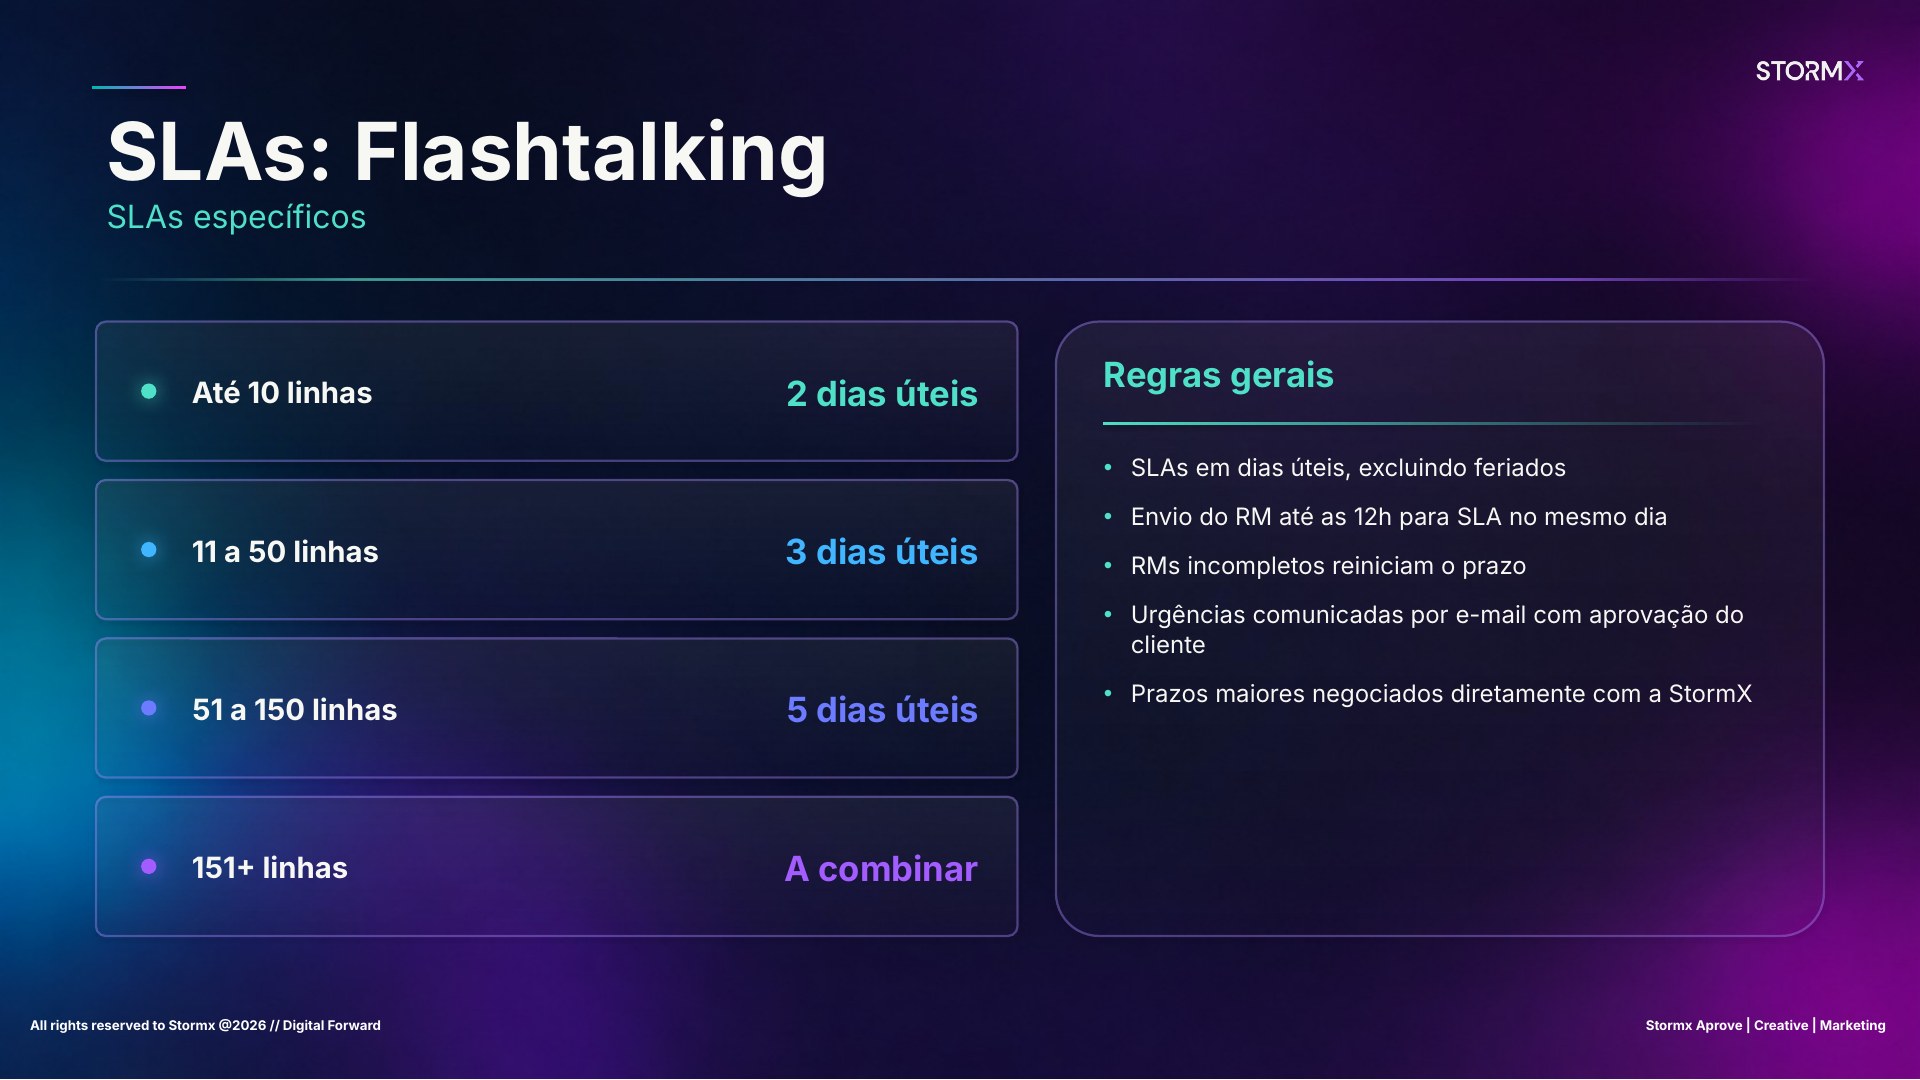 STORMX
SLAs: Flashtalking
SLAs específicos
Até 10 linhas
2 dias úteis
11 a 50 linhas
3 dias úteis
51 a 150 linhas
5 dias úteis
151+ linhas
A combinar
Regras gerais
• SLAs em dias úteis, excluindo feriados
• Envio do RM até as 12h para SLA no mesmo dia
• RMs incompletos reiniciam o prazo
• Urgências comunicadas por e-mail com aprovação do
cliente
• Prazos maiores negociados diretamente com a StormX
All rights reserved to Stormx @2026 // Digital Forward
Stormx Aprove | Creative | Marketing